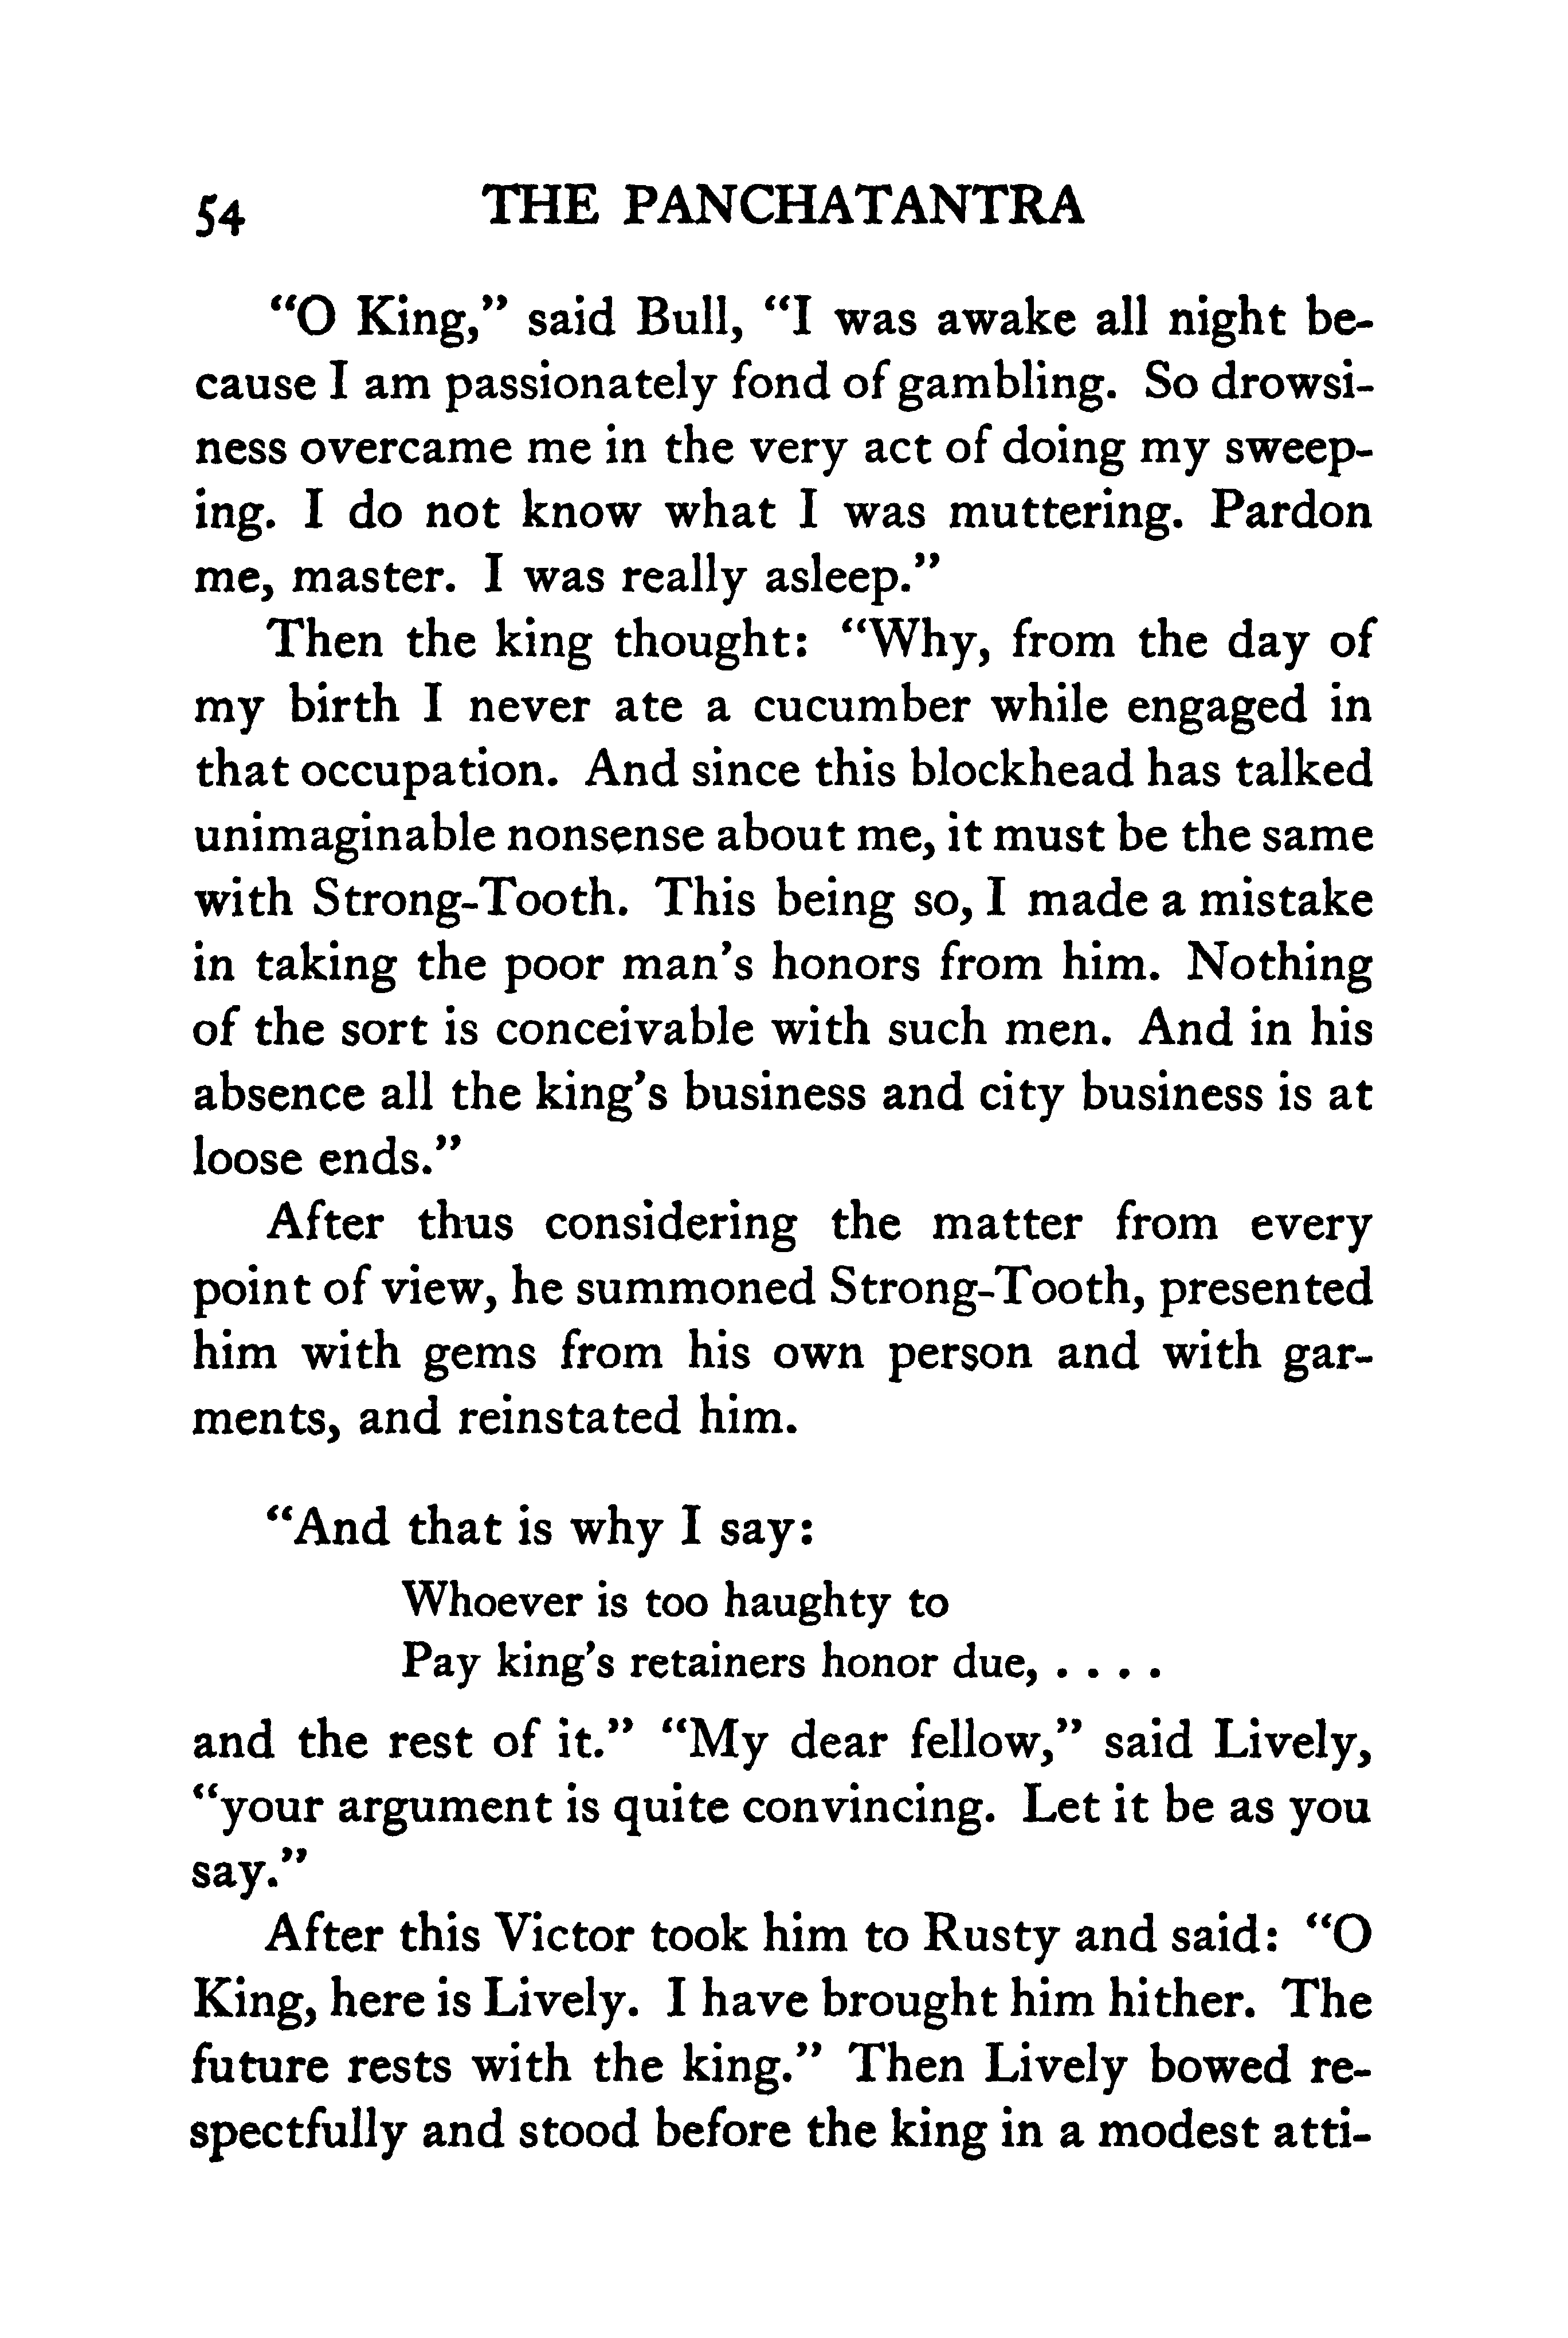 54 THE PANCHATANTRA
“O King,” said Bull, “I was awake all night be-
cause I am passionately fond of gambling. So drowsi-
ness overcame me in the very act of doing my sweep-
ing. I do not know what I was muttering. Pardon
me, master. I was really asleep.”
Then the king thought: “Why, from the day of
my birth I never ate a cucumber while engaged in
that occupation. And since this blockhead has talked
unimaginable nonsense about me, it must be the same
with Strong-Tooth. This being so, I made a mistake
in taking the poor man’s honors from him. Nothing
of the sort is conceivable with such men. And in his
absence all the king’s business and city business is at
loose ends.”
After thus considering the matter from every
point of view, he summoned Strong-Tooth, presented
him with gems from his own person and with gar-
ments, and reinstated him.
“And that is why I say:
Whoever is too haughty to
Pay king’s retainers honor due, . . . .
and the rest of it.” “My dear fellow,” said Lively,
“your argument is quite convincing. Let it be as you
say.”
After this Victor took him to Rusty and said: “O
King, here is Lively. I have brought him hither. The
future rests with the king.” Then Lively bowed re-
spectfully and stood before the king in a modest atti-